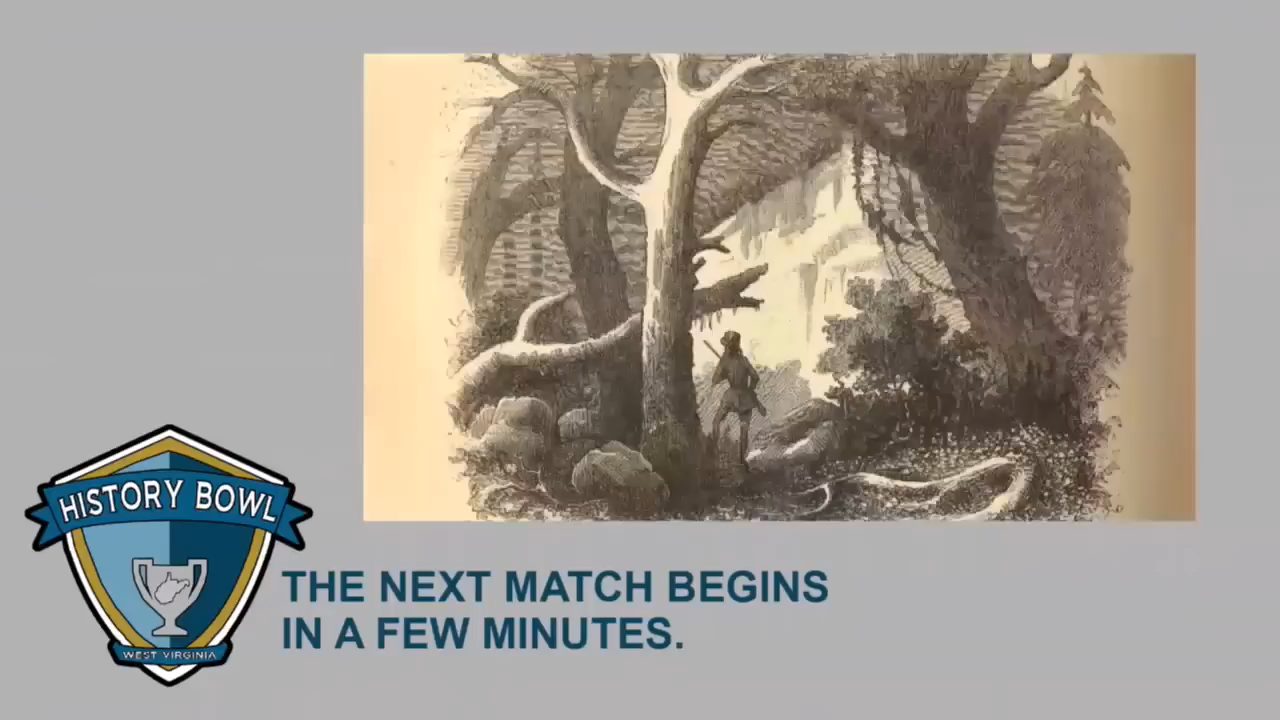 HISTORY BOWL
WEST VIRGINIA
THE NEXT MATCH BEGINS
IN A FEW MINUTES.